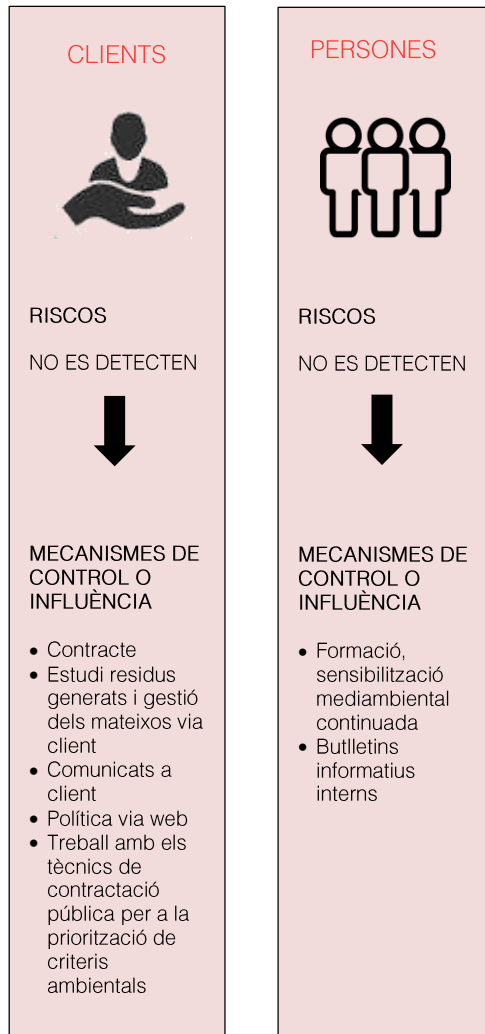 CLIENTS
RISCOS
NO ES DETECTEN
MECANISMES DE
CONTROL O
INFLUÈNCIA
• Contracte
• Estudi residus
generats i gestió
dels mateixos via
client
• Comunicats a
client
• Política via web
• Treball amb els
tècnics de
contractació
pública per a la
priorització de
criteris
ambientals
PERSONES
RISCOS
NO ES DETECTEN
MECANISMES DE
CONTROL O
INFLUÈNCIA
• Formació,
sensibilització
mediambiental
continuada
• Butlletins
informatius
interns